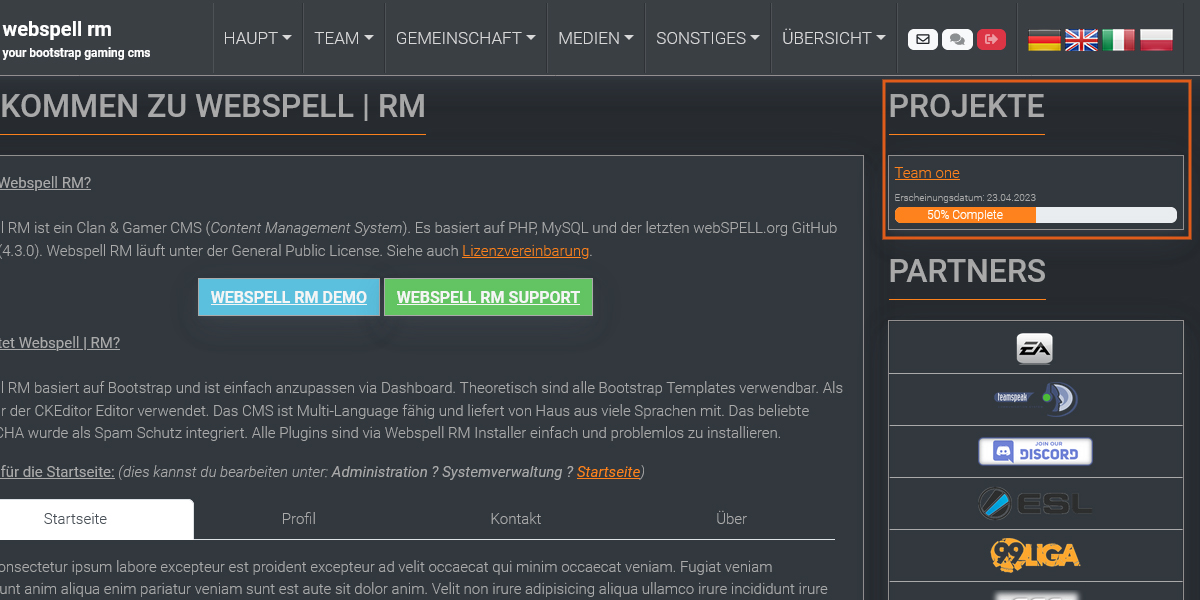 webspell rm
your bootstrap gaming cms
HAUPT TEAM GEMEINSCHAFT MEDIEN SONSTIGES ÜBERSICHT
KOMMEN ZU WEBSPELL | RM
Webspell RM?
l RM ist ein Clan & Gamer CMS (Content Management System). Es basiert auf PHP, MySQL und der letzten webSPELL.org GitHub
(4.3.0). Webspell RM läuft unter der General Public License. Siehe auch Lizenzvereinbarung.
WEBSPELL RM DEMO WEBSPELL RM SUPPORT
tet Webspell | RM?
l RM basiert auf Bootstrap und ist einfach anzupassen via Dashboard. Theoretisch sind alle Bootstrap Templates verwendbar. Als
r der CKEditor Editor verwendet. Das CMS ist Multi-Language fähig und liefert von Haus aus viele Sprachen mit. Das beliebte
CHA wurde als Spam Schutz integriert. Alle Plugins sind via Webspell RM Installer einfach und problemlos zu installieren.
für die Startseite: (dies kannst du bearbeiten unter: Administration ? Systemverwaltung ? Startseite)
Startseite Profil Kontakt Über
onsectetur ipsum labore excepteur est proident excepteur ad velit occaecat qui minim occaecat veniam. Fugiat veniam
unt anim aliqua enim pariatur veniam sunt est aute sit dolor anim. Velit non irure adipisicing aliqua ullamco irure incididunt irure
PROJEKTE
Team one
Erscheinungsdatum: 23.04.2023
50% Complete
PARTNERS
EA
teamspeak
JOIN OUR
DISCORD
ESL
99LIGA